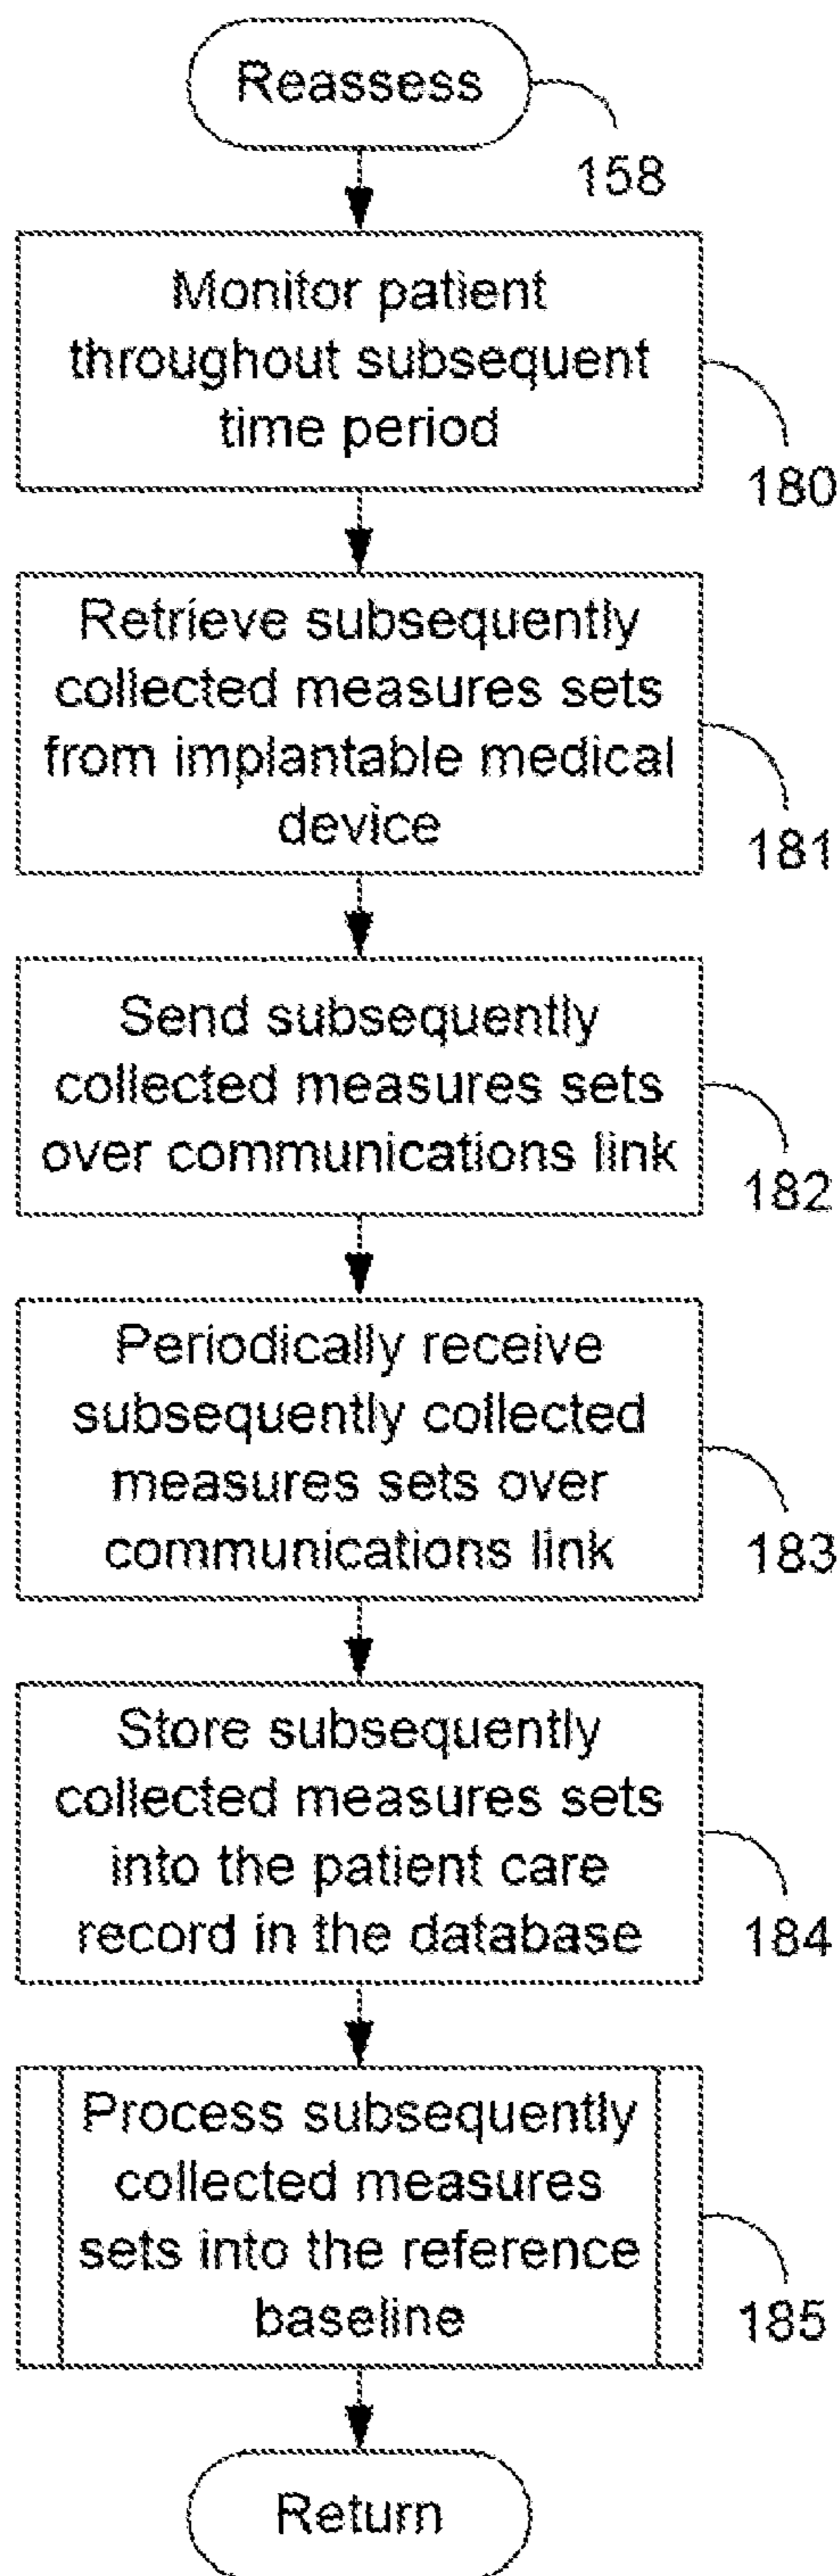 Reassess
158
Monitor patient
throughout subsequent
time period
180
Retrieve subsequently
collected measures sets
from implantable medical
device
181
Send subsequently
collected measures sets
over communications link
182
Periodically receive
subsequently collected
measures sets over
communications link
183
Store subsequently
collected measures sets
into the patient care
record in the database
184
Process subsequently
collected measures
sets into the reference
baseline
185
Return